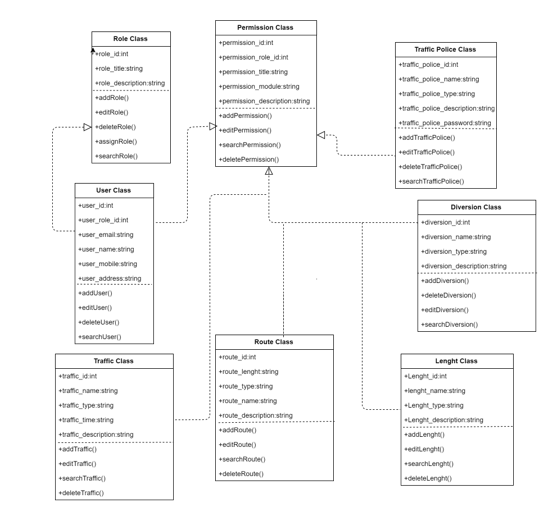 Role Class
+role_id:int
+role_title:string
+role_description:string
+addRole()
+editRole()
+deleteRole()
+assignRole()
+searchRole()
Permission Class
+permission_id:int
+permission_role_id:int
+permission_title:string
+permission_module:string
+permission_description:string
+addPermission()
+editPermission()
+searchPermission()
+deletePermission()
Traffic Police Class
+traffic_police_id:int
+traffic_police_name:string
+traffic_police_type:string
+traffic_police_description:string
+traffic_police_password:string
+addTrafficPolice()
+editTrafficPolice()
+deleteTrafficPolice()
+searchTrafficPolice()
User Class
+user_id:int
+user_role_id:int
+user_email:string
+user_name:string
+user_mobile:string
+user_address:string
+addUser()
+editUser()
+deleteUser()
+searchUser()
Diversion Class
+diversion_id:int
+diversion_name:string
+diversion_type:string
+diversion_description:string
+addDiversion()
+deleteDiversion()
+editDiversion()
+searchDiversion()
Traffic Class
+traffic_id:int
+traffic_name:string
+traffic_type:string
+traffic_time:string
+traffic_description:string
+addTraffic()
+editTraffic()
+searchTraffic()
+deleteTraffic()
Route Class
+route_id:int
+route_lenght:string
+route_type:string
+route_name:string
+route_description:string
+addRoute()
+editRoute()
+searchRoute()
+deleteRoute()
Lenght Class
+Lenght_id:int
+lenght_name:string
+Lenght_type:string
+Lenght_description:string
+addLenght()
+editLenght()
+searchLenght()
+deleteLenght()